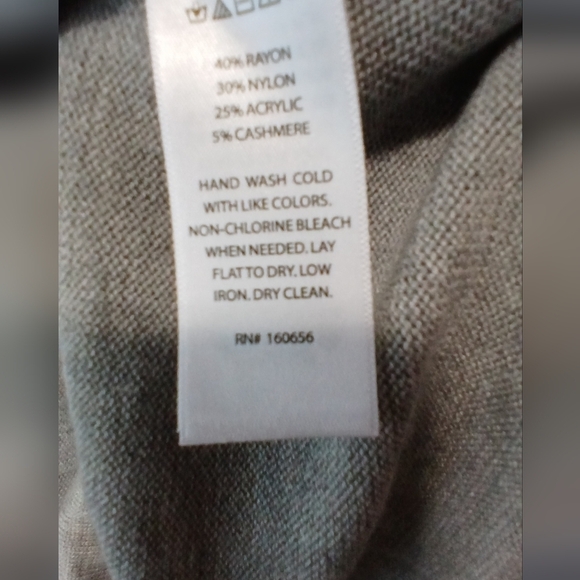 40% RAYON
30% NYLON
25% ACRYLIC
5% CASHMERE
HAND WASH COLD
WITH LIKE COLORS.
NON-CHLORINE BLEACH
WHEN NEEDED. LAY
FLAT TO DRY. LOW
IRON. DRY CLEAN.
RN# 160656